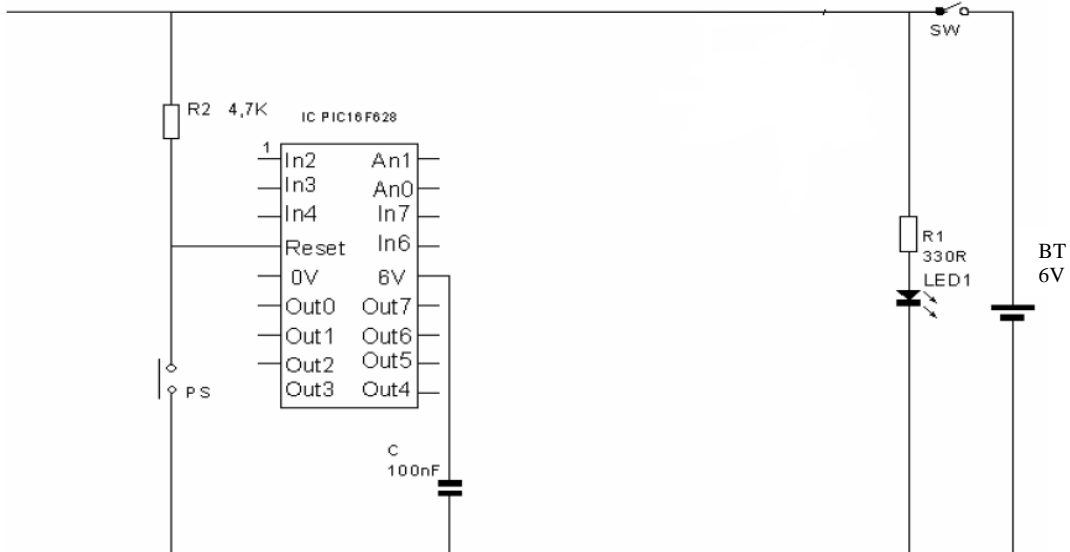 SW
R2 4,7K
IC PIC16F628
1
In2 An1
In3 An0
In4 In7
Reset In6
0V 6V
Out0 Out7
Out1 Out6
Out2 Out5
Out3 Out4
R1
330R
LED1
BT
6V
PS
C
100nF